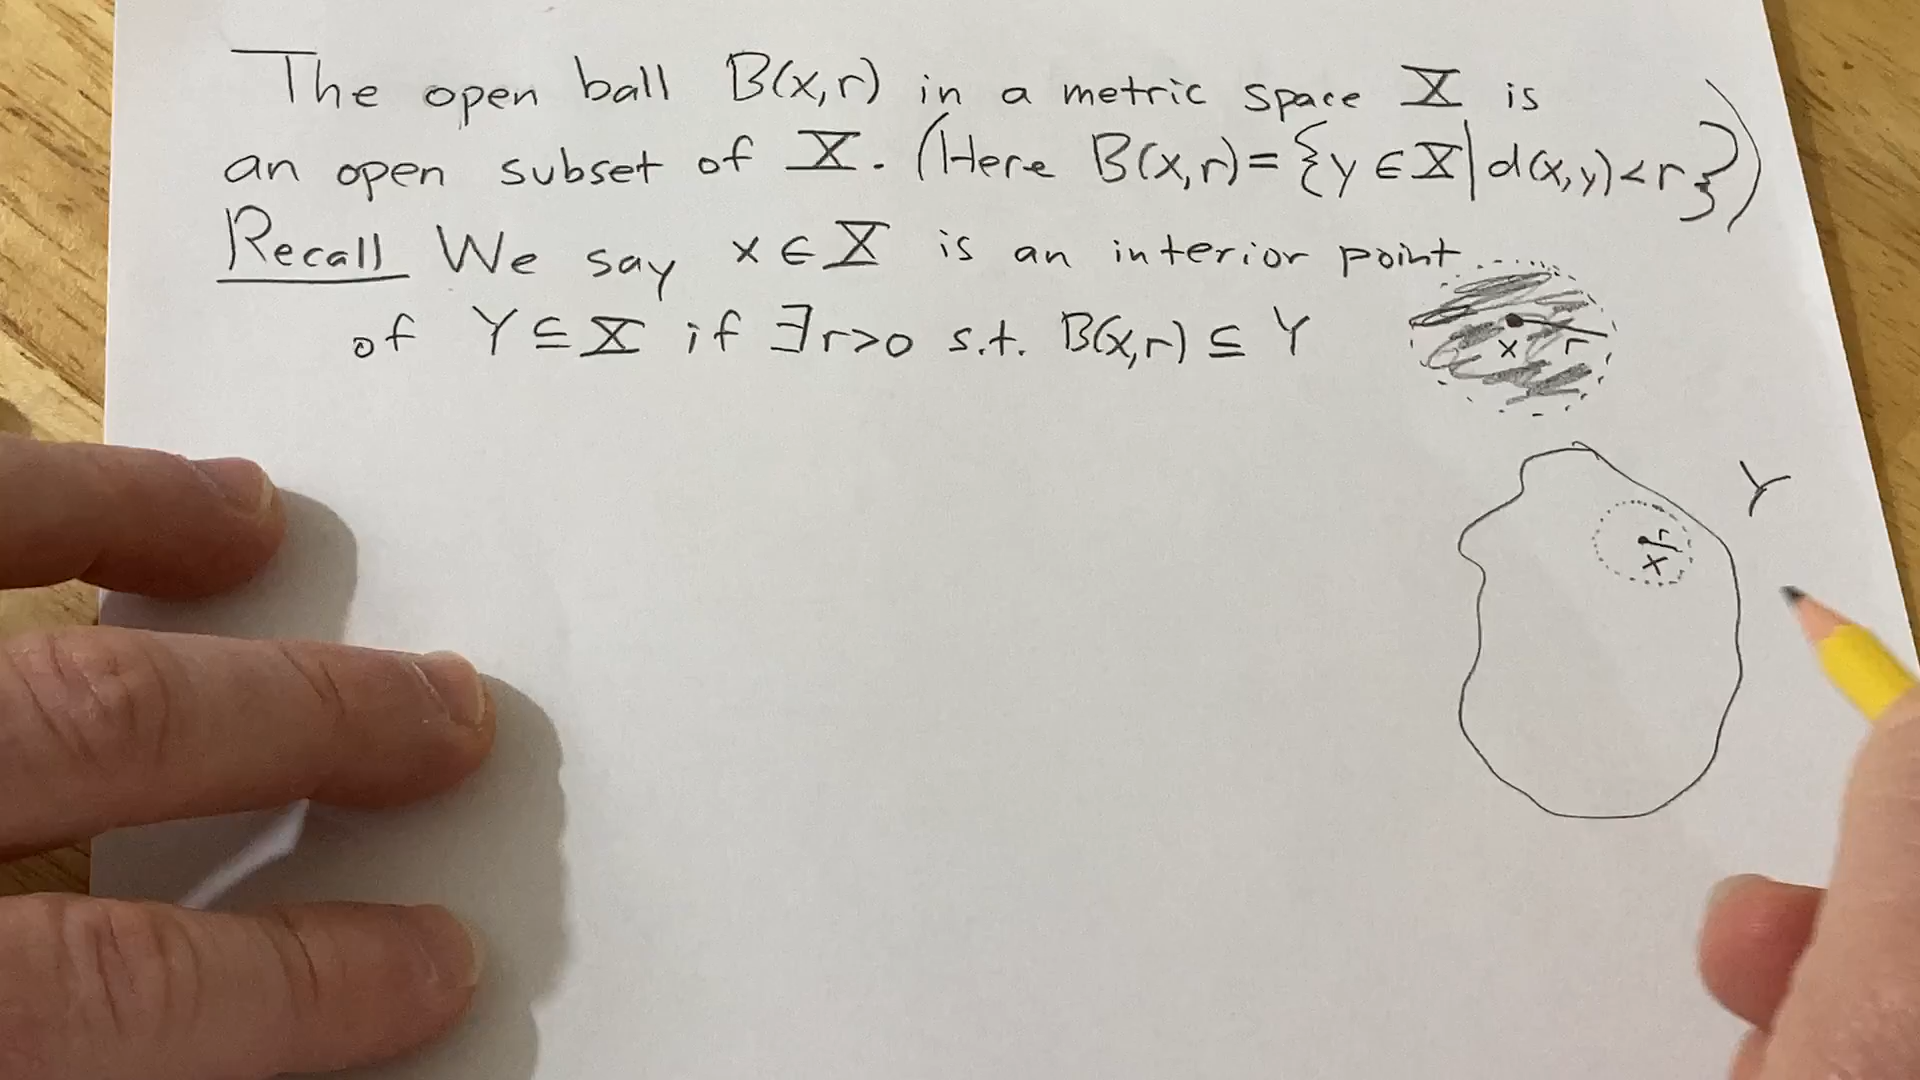 The open ball B(x,r) in a metric space X is
an open subset of X. (Here B(x,r)={y∈X|d(x,y)<r})
Recall We say x∈X is an interior point
of Y⊆X if ∃r>0 s.t. B(x,r)⊆Y
x r
Y
r
x